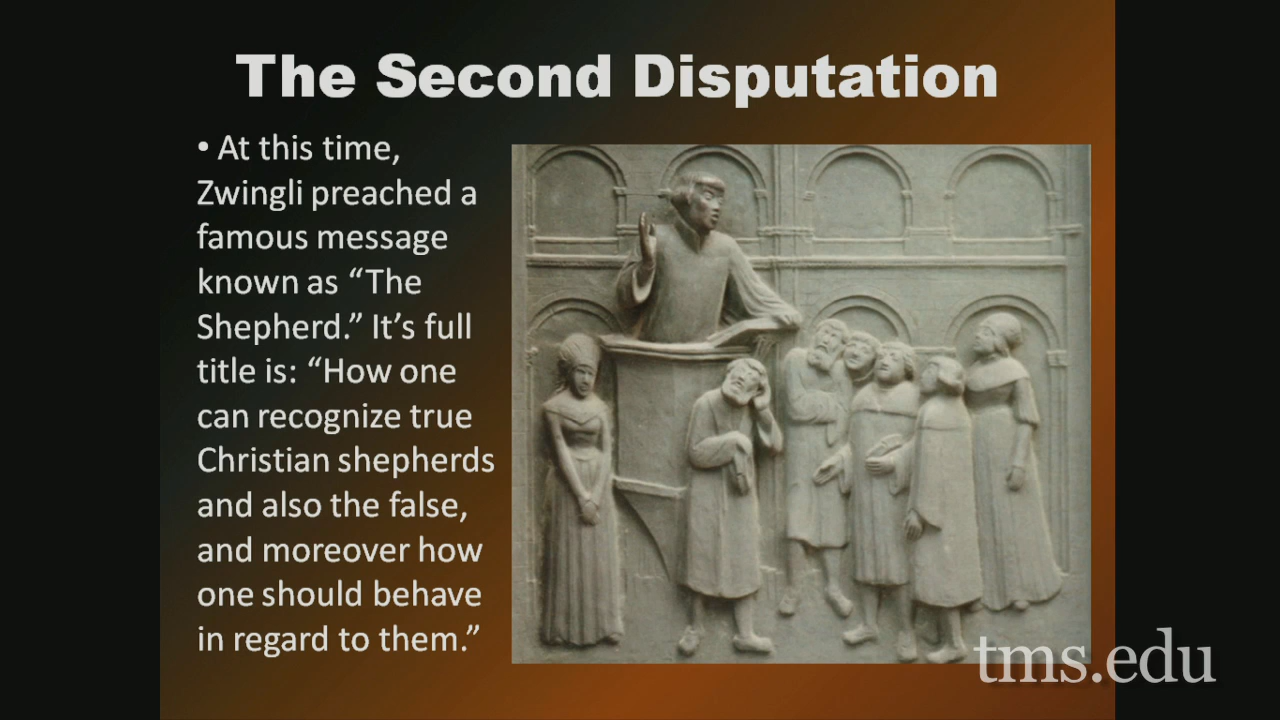 The Second Disputation
• At this time,
Zwingli preached a
famous message
known as “The
Shepherd.” It’s full
title is: “How one
can recognize true
Christian shepherds
and also the false,
and moreover how
one should behave
in regard to them.”
tms.edu